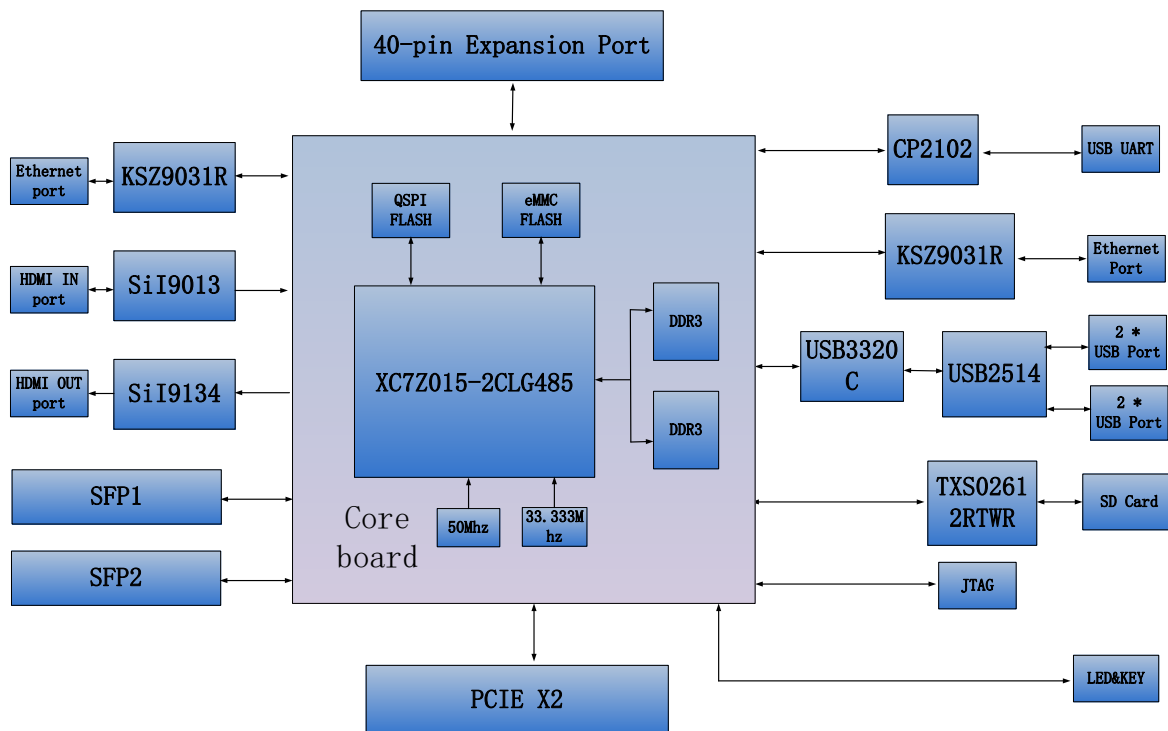 40-pin Expansion Port
Ethernet
port
KSZ9031R
HDMI IN
port
SiI9013
HDMI OUT
port
SiI9134
SFP1
SFP2
QSPI
FLASH
eMMC
FLASH
XC7Z015-2CLG485
DDR3
DDR3
50Mhz
33.333M
hz
Core
board
PCIE X2
CP2102
USB UART
KSZ9031R
Ethernet
Port
USB3320
C
USB2514
2 *
USB Port
2 *
USB Port
TXS0261
2RTWR
SD Card
JTAG
LED&KEY